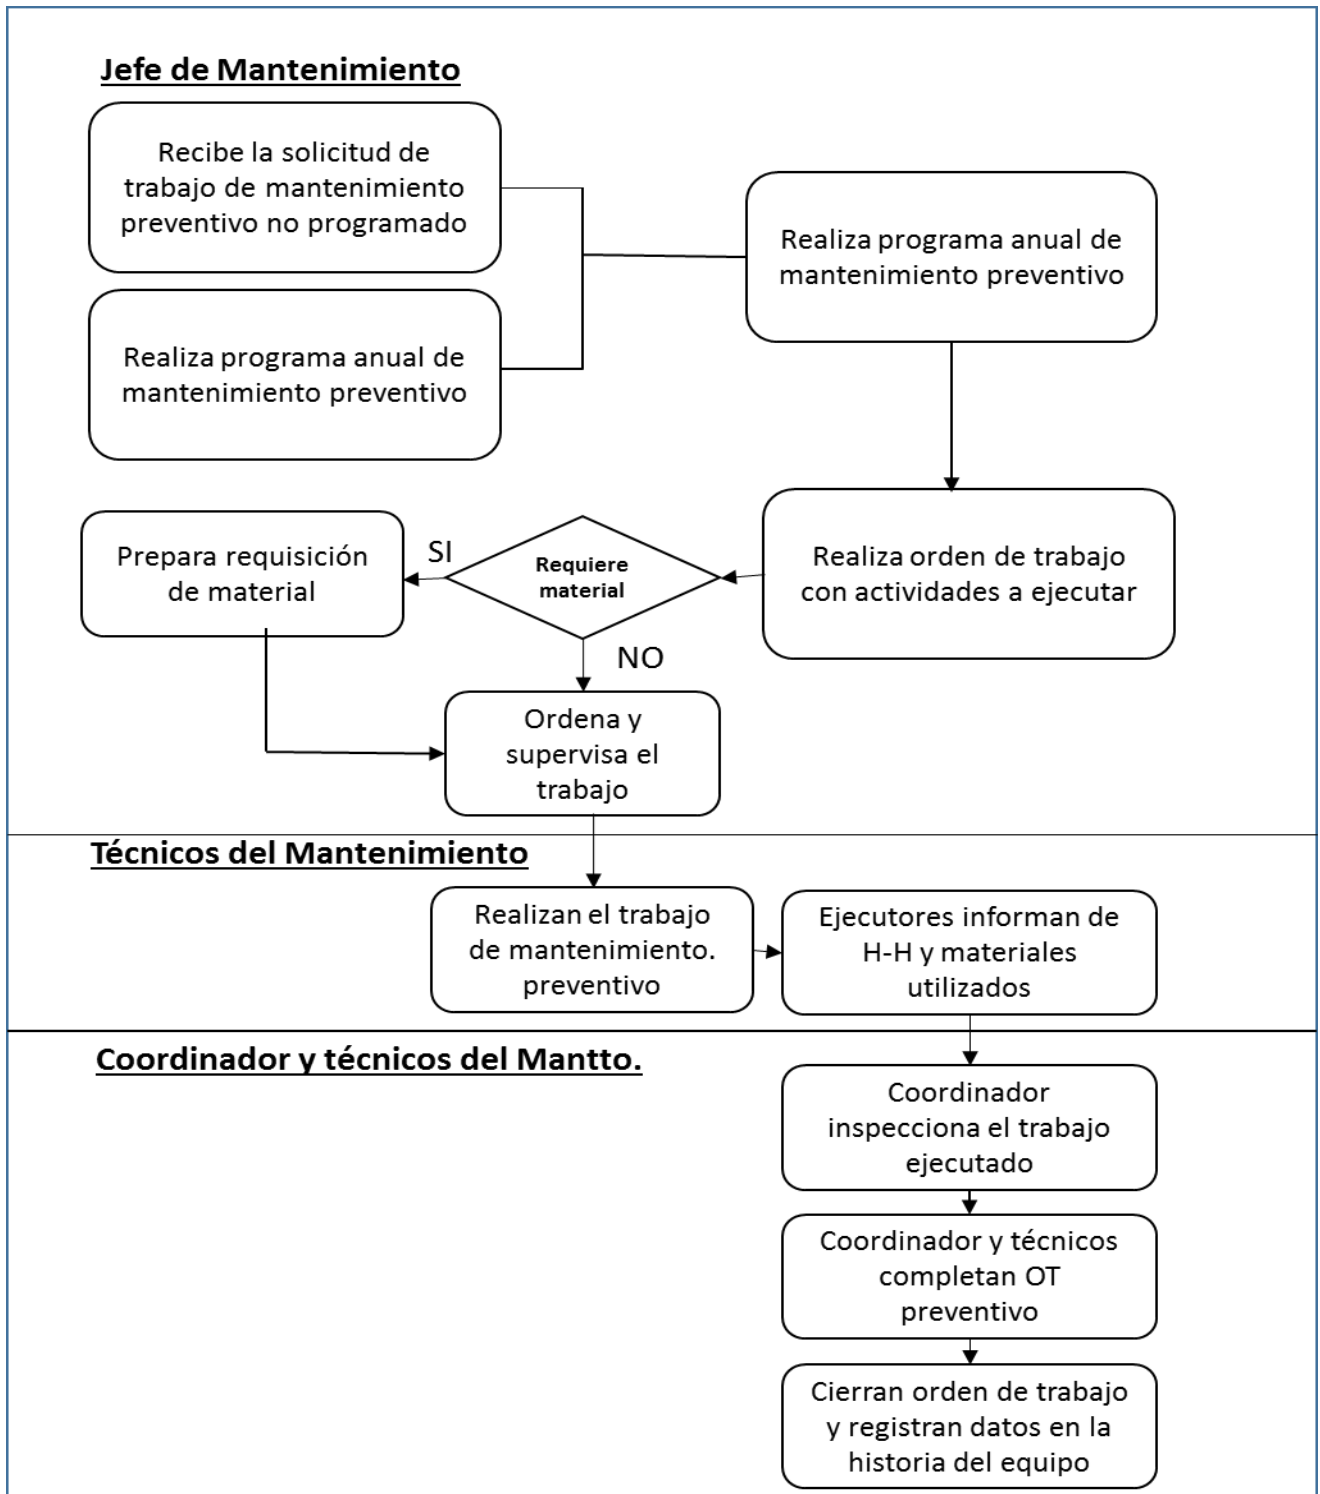 Jefe de Mantenimiento
Recibe la solicitud de
trabajo de mantenimiento
preventivo no programado
Realiza programa anual de
mantenimiento preventivo
Realiza programa anual de
mantenimiento preventivo
Realiza orden de trabajo
con actividades a ejecutar
Requiere
material
SI
Prepara requisición
de material
NO
Ordena y
supervisa el
trabajo
Técnicos del Mantenimiento
Realizan el trabajo
de mantenimiento.
preventivo
Ejecutores informan de
H-H y materiales
utilizados
Coordinador y técnicos del Mantto.
Coordinador
inspecciona el trabajo
ejecutado
Coordinador y técnicos
completan OT
preventivo
Cierran orden de trabajo
y registran datos en la
historia del equipo